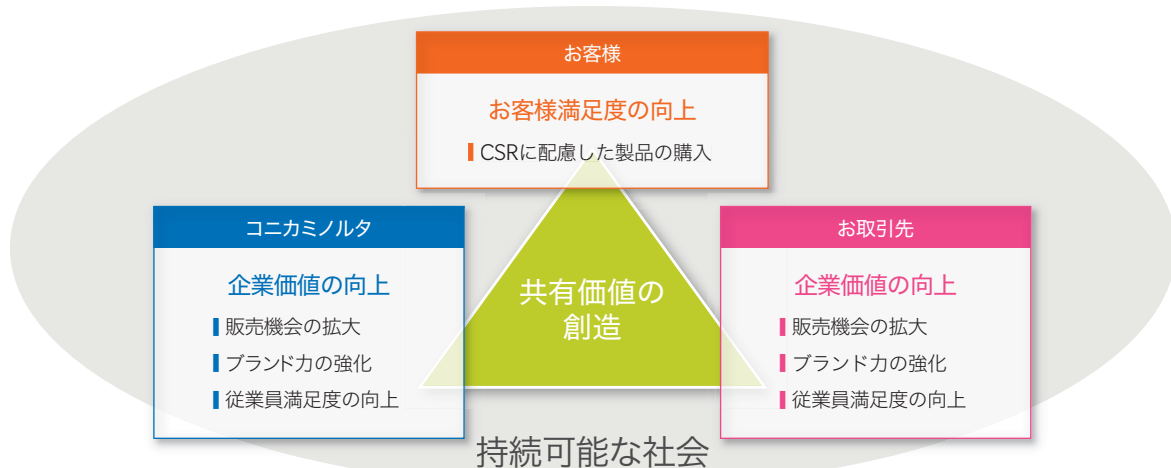 お客様
お客様満足度の向上
CSRに配慮した製品の購入
コニカミノルタ
企業価値の向上
販売機会の拡大
ブランド力の強化
従業員満足度の向上
共有価値の
創造
お取引先
企業価値の向上
販売機会の拡大
ブランド力の強化
従業員満足度の向上
持続可能な社会